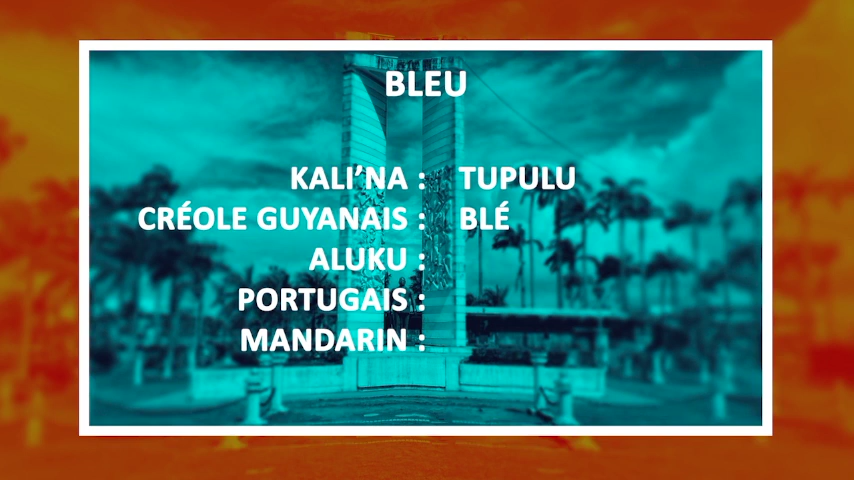 BLEU
KALI'NA : TUPULU
CRÉOLE GUYANAIS : BLÉ
ALUKU :
PORTUGAIS :
MANDARIN :